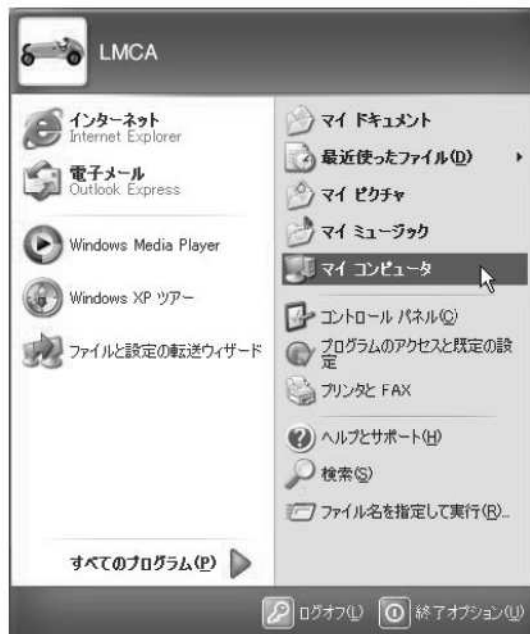 LMCA
インターネット
Internet Explorer
電子メール
Outlook Express
Windows Media Player
Windows XP ツアー
ファイルと設定の転送ウィザード
すべてのプログラム(P)
マイ ドキュメント
最近使ったファイル(D)
マイ ピクチャ
マイ ミュージック
マイ コンピュータ
コントロール パネル(C)
プログラムのアクセスと既定の設
定
プリンタと FAX
ヘルプとサポート(H)
検索(S)
ファイル名を指定して実行(R)...
ログオフ(L)
終了オプション(U)